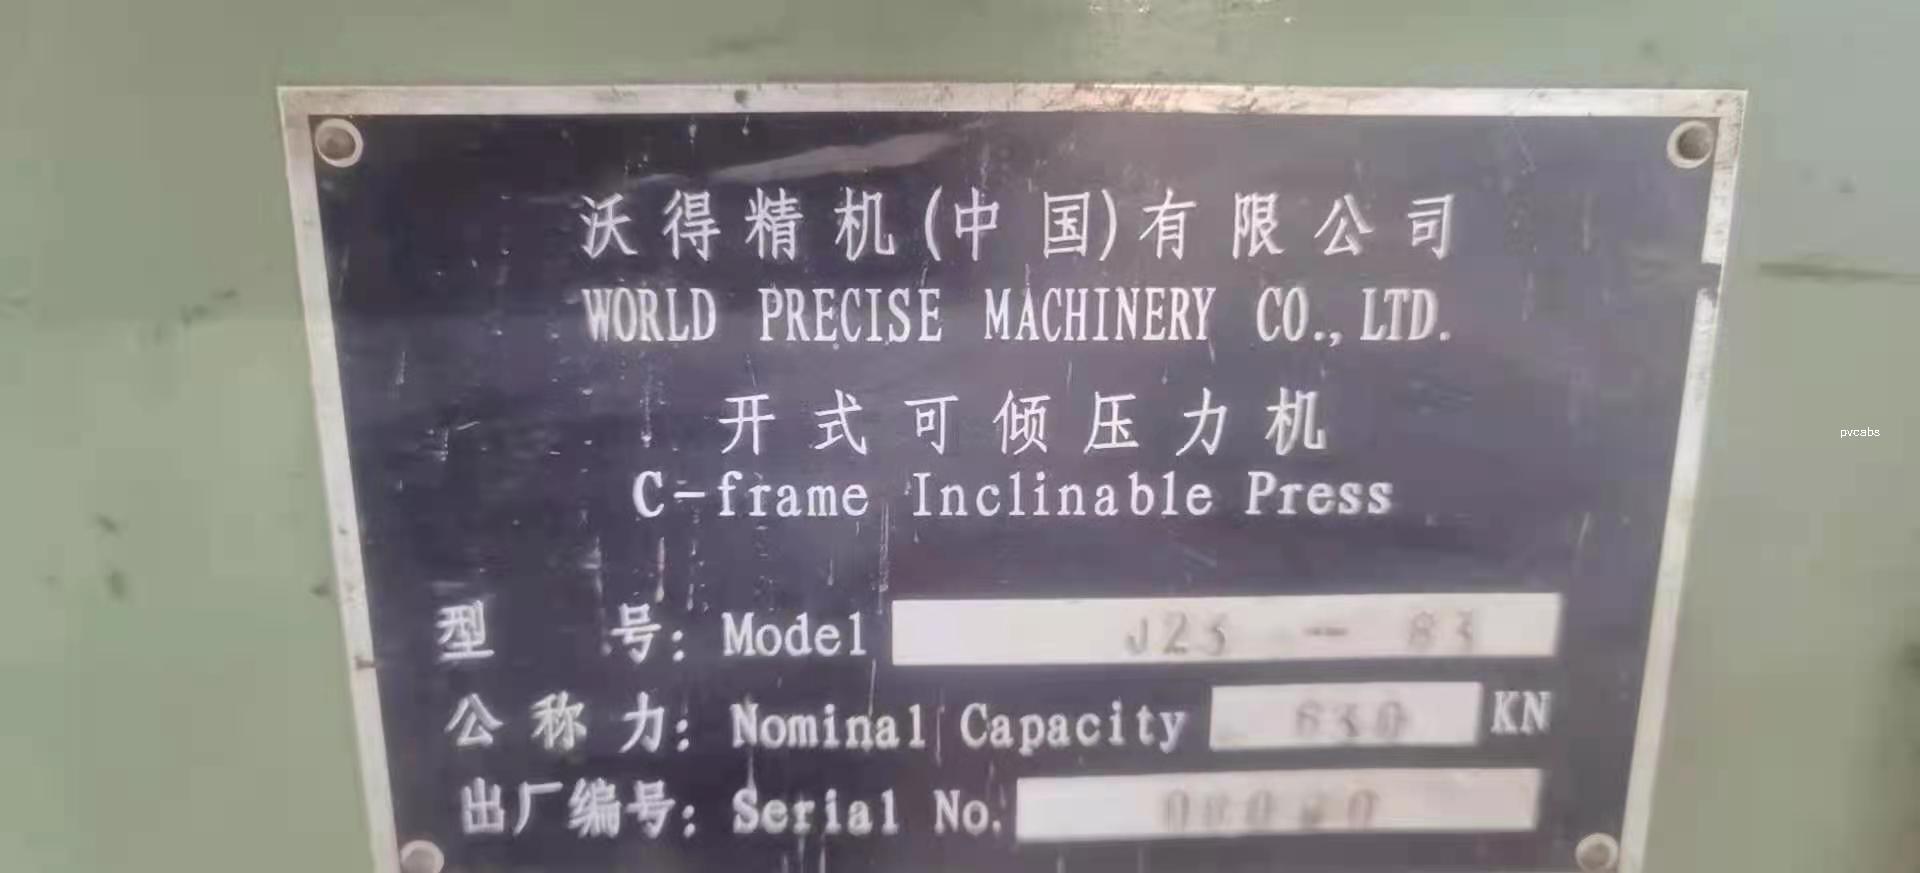 沃得精机(中国)有限公司
WORLD PRECISE MACHINERY CO., LTD.
开式可倾压力机
C-frame Inclinable Press
型 号: Model J23 -
公称力: Nominal Capacity 630 KN
出厂编号: Serial No.
pvcabs